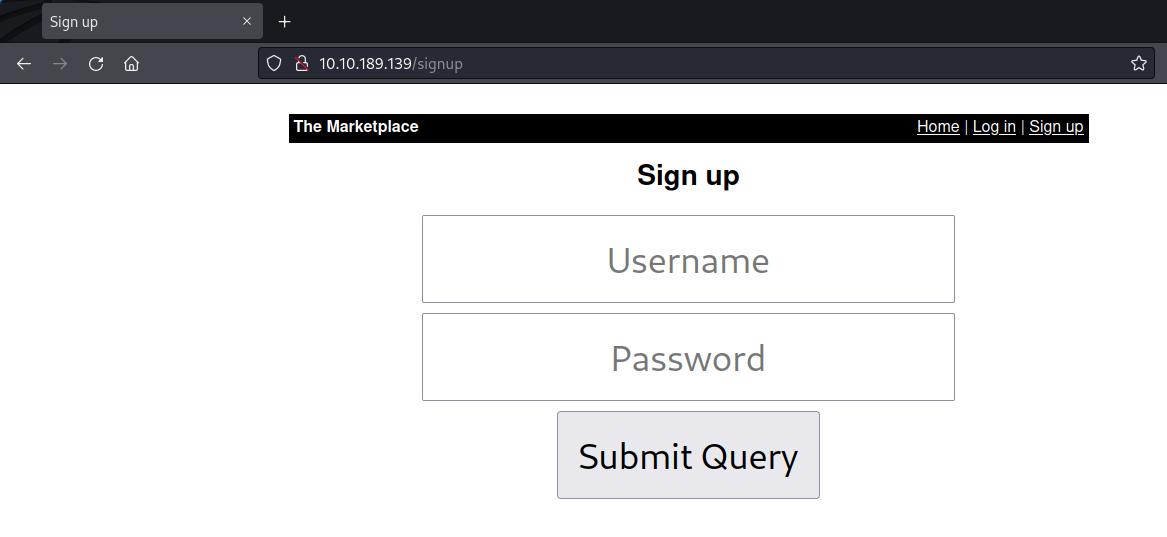 Sign up
10.10.189.139/signup
The Marketplace Home | Log in | Sign up
Sign up
Username
Password
Submit Query